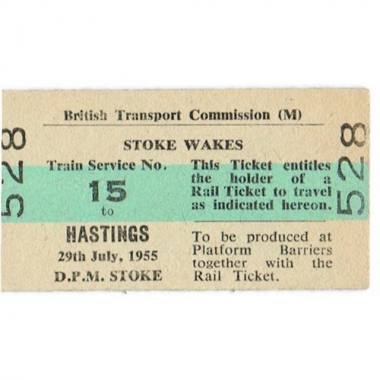 British Transport Commission (M)
STOKE WAKES
Train Service No.
15
to
HASTINGS
29th July, 1955
D.P.M. STOKE
This Ticket entitles
the holder of a
Rail Ticket to travel
as indicated hereon.
To be produced at
Platform Barriers
together with the
Rail Ticket.
528
528